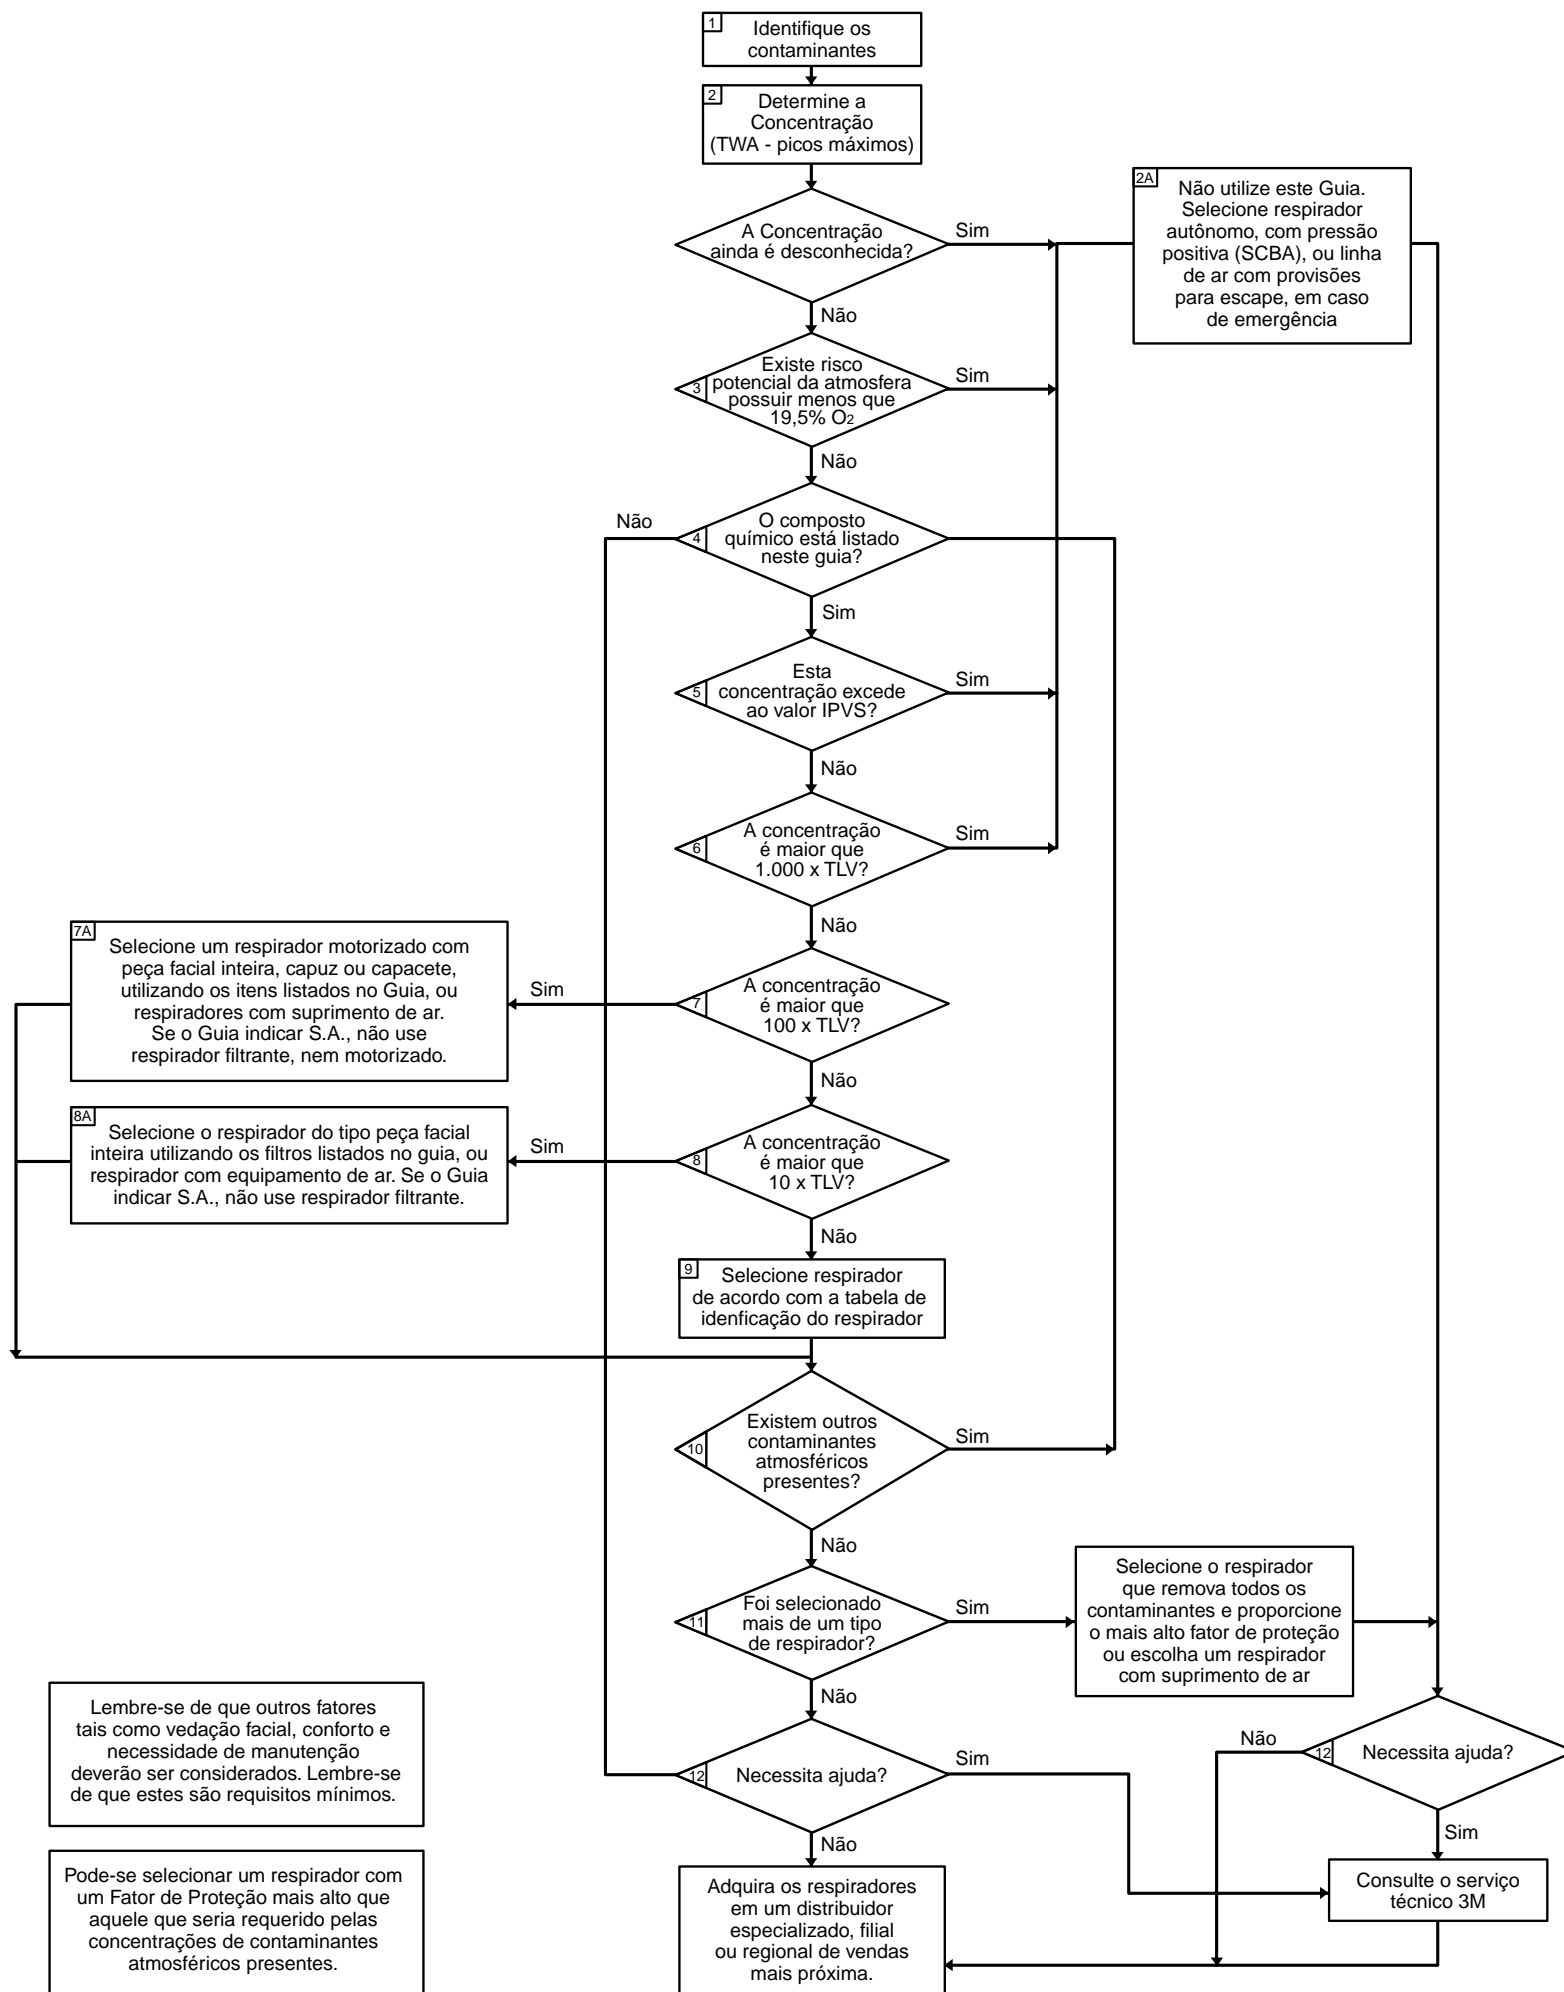 1
Identifique os
contaminantes
2
Determine a
Concentração
(TWA - picos máximos)
A Concentração
ainda é desconhecida?
Sim
2A
Não utilize este Guia.
Selecione respirador
autônomo, com pressão
positiva (SCBA), ou linha
de ar com provisões
para escape, em caso
de emergência
Não
3
Existe risco
potencial da atmosfera
possuir menos que
19,5% O2
Sim
Não
4
O composto
químico está listado
neste guia?
Não
Sim
5
Esta
concentração excede
ao valor IPVS?
Sim
Não
6
A concentração
é maior que
1.000 x TLV?
Sim
Não
7
A concentração
é maior que
100 x TLV?
Sim
7A
Selecione um respirador motorizado com
peça facial inteira, capuz ou capacete,
utilizando os itens listados no Guia, ou
respiradores com suprimento de ar.
Se o Guia indicar S.A., não use
respirador filtrante, nem motorizado.
Não
8
A concentração
é maior que
10 x TLV?
Sim
8A
Selecione o respirador do tipo peça facial
inteira utilizando os filtros listados no guia, ou
respirador com equipamento de ar. Se o Guia
indicar S.A., não use respirador filtrante.
Não
9
Selecione respirador
de acordo com a tabela de
idenficação do respirador
10
Existem outros
contaminantes
atmosféricos
presentes?
Sim
Não
11
Foi selecionado
mais de um tipo
de respirador?
Sim
Selecione o respirador
que remova todos os
contaminantes e proporcione
o mais alto fator de proteção
ou escolha um respirador
com suprimento de ar
Não
12
Necessita ajuda?
Sim
Não
12
Necessita ajuda?
Não
Sim
Consulte o serviço
técnico 3M
Adquira os respiradores
em um distribuidor
especializado, filial
ou regional de vendas
mais próxima.
Lembre-se de que outros fatores
tais como vedação facial, conforto e
necessidade de manutenção
deverão ser considerados. Lembre-se
de que estes são requisitos mínimos.
Pode-se selecionar um respirador com
um Fator de Proteção mais alto que
aquele que seria requerido pelas
concentrações de contaminantes
atmosféricos presentes.